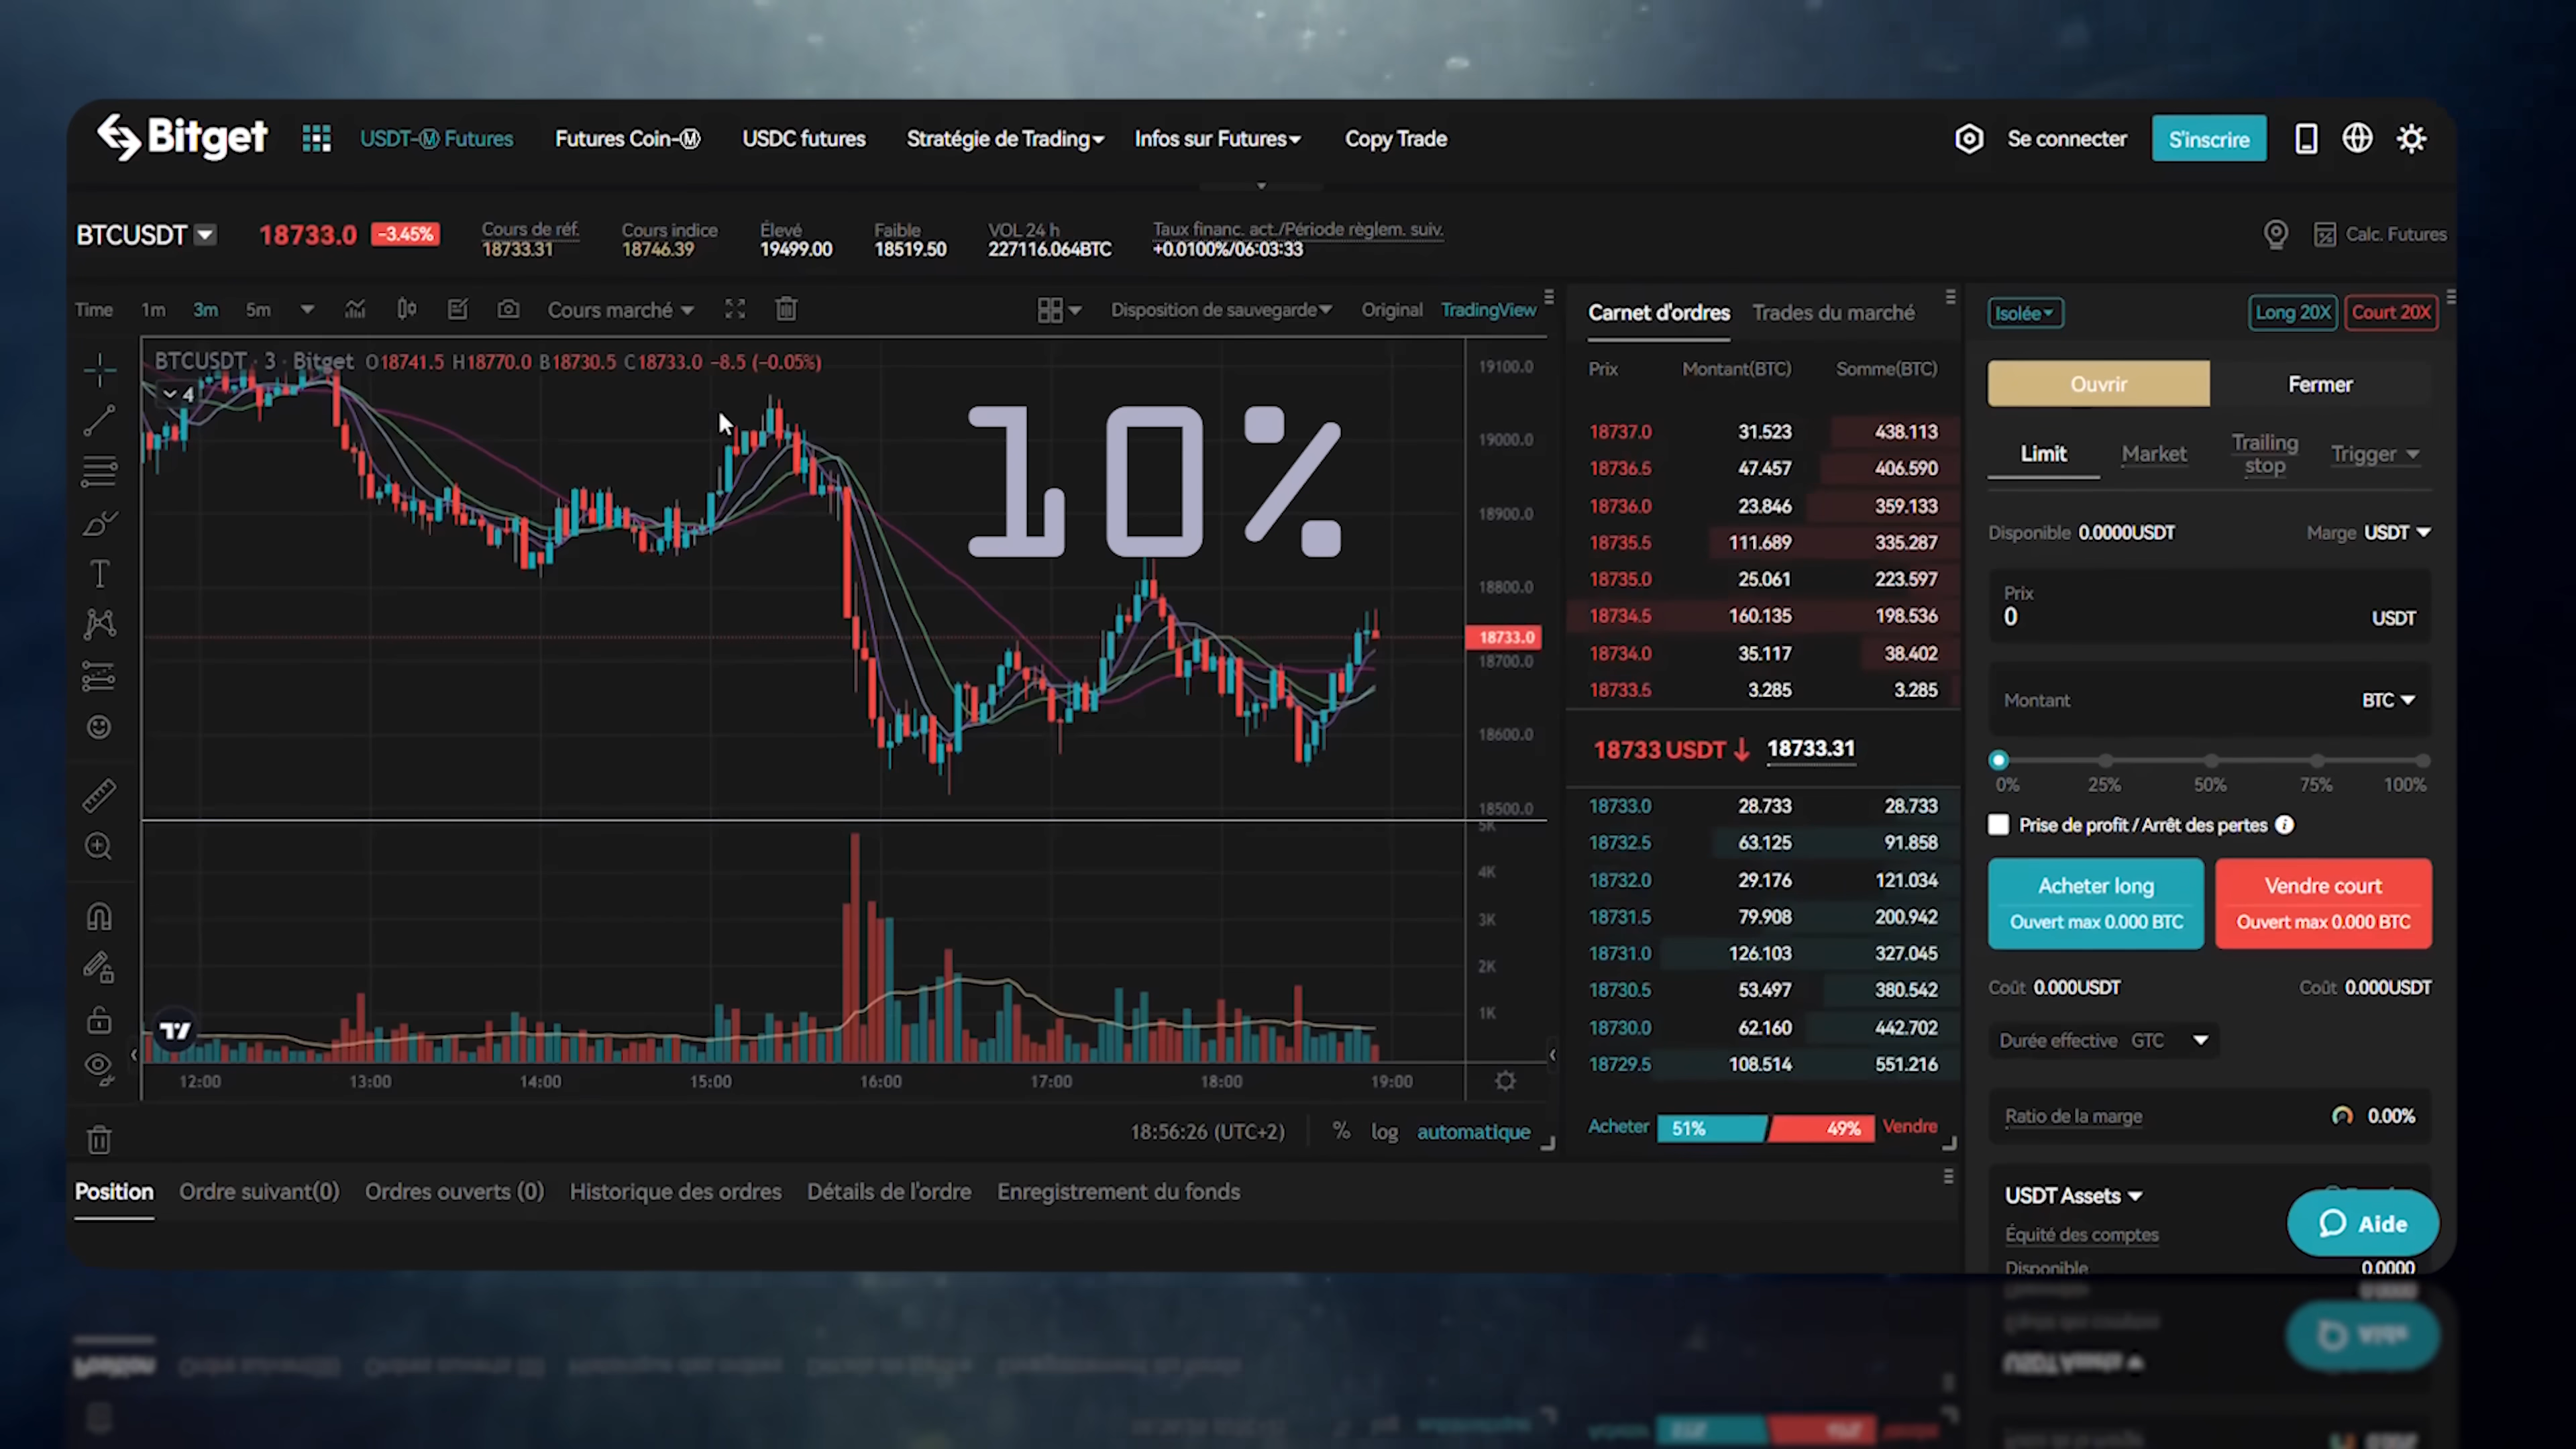 Bitget USDT-Ⓜ Futures Futures Coin-Ⓜ USDC futures Stratégie de Trading Infos sur Futures Copy Trade Se connecter S'inscrire
BTCUSDT 18733.0 -3.45%
Cours de réf. Cours indice Élevé Faible VOL 24 h Taux financ. act./Période règlem. suiv.
18733.31 18746.39 19499.00 18519.50 227116.064BTC +0.0100%/06:03:33
Calc. Futures
Time 1m 3m 5m Cours marché Disposition de sauvegarde Original TradingView
BTCUSDT · 3 · Bitget O18741.5 H18770.0 B18730.5 C18733.0 -8.5 (-0.05%)
4
10%
19100.0
19000.0
18900.0
18800.0
18733.0
18700.0
18600.0
18500.0
5K
4K
3K
2K
1K
12:00 13:00 14:00 15:00 16:00 17:00 18:00 19:00
18:56:26 (UTC+2) % log automatique
Carnet d'ordres Trades du marché
Prix Montant(BTC) Somme(BTC)
18737.0 31.523 438.113
18736.5 47.457 406.590
18736.0 23.846 359.133
18735.5 111.689 335.287
18735.0 25.061 223.597
18734.5 160.135 198.536
18734.0 35.117 38.402
18733.5 3.285 3.285
18733 USDT ↓ 18733.31
18733.0 28.733 28.733
18732.5 63.125 91.858
18732.0 29.176 121.034
18731.5 79.908 200.942
18731.0 126.103 327.045
18730.5 53.497 380.542
18730.0 62.160 442.702
18729.5 108.514 551.216
Acheter 51% 49% Vendre
Isolée Long 20X Court 20X
Ouvrir Fermer
Limit Market Trailing stop Trigger
Disponible 0.0000USDT Marge USDT
Prix
0 USDT
Montant BTC
0% 25% 50% 75% 100%
Prise de profit / Arrêt des pertes
Acheter long Vendre court
Ouvert max 0.000 BTC Ouvert max 0.000 BTC
Coût 0.000USDT Coût 0.000USDT
Durée effective GTC
Ratio de la marge 0.00%
USDT Assets
Équité des comptes
Aide
Disponible 0.0000
Position Ordre suivant(0) Ordres ouverts (0) Historique des ordres Détails de l'ordre Enregistrement du fonds